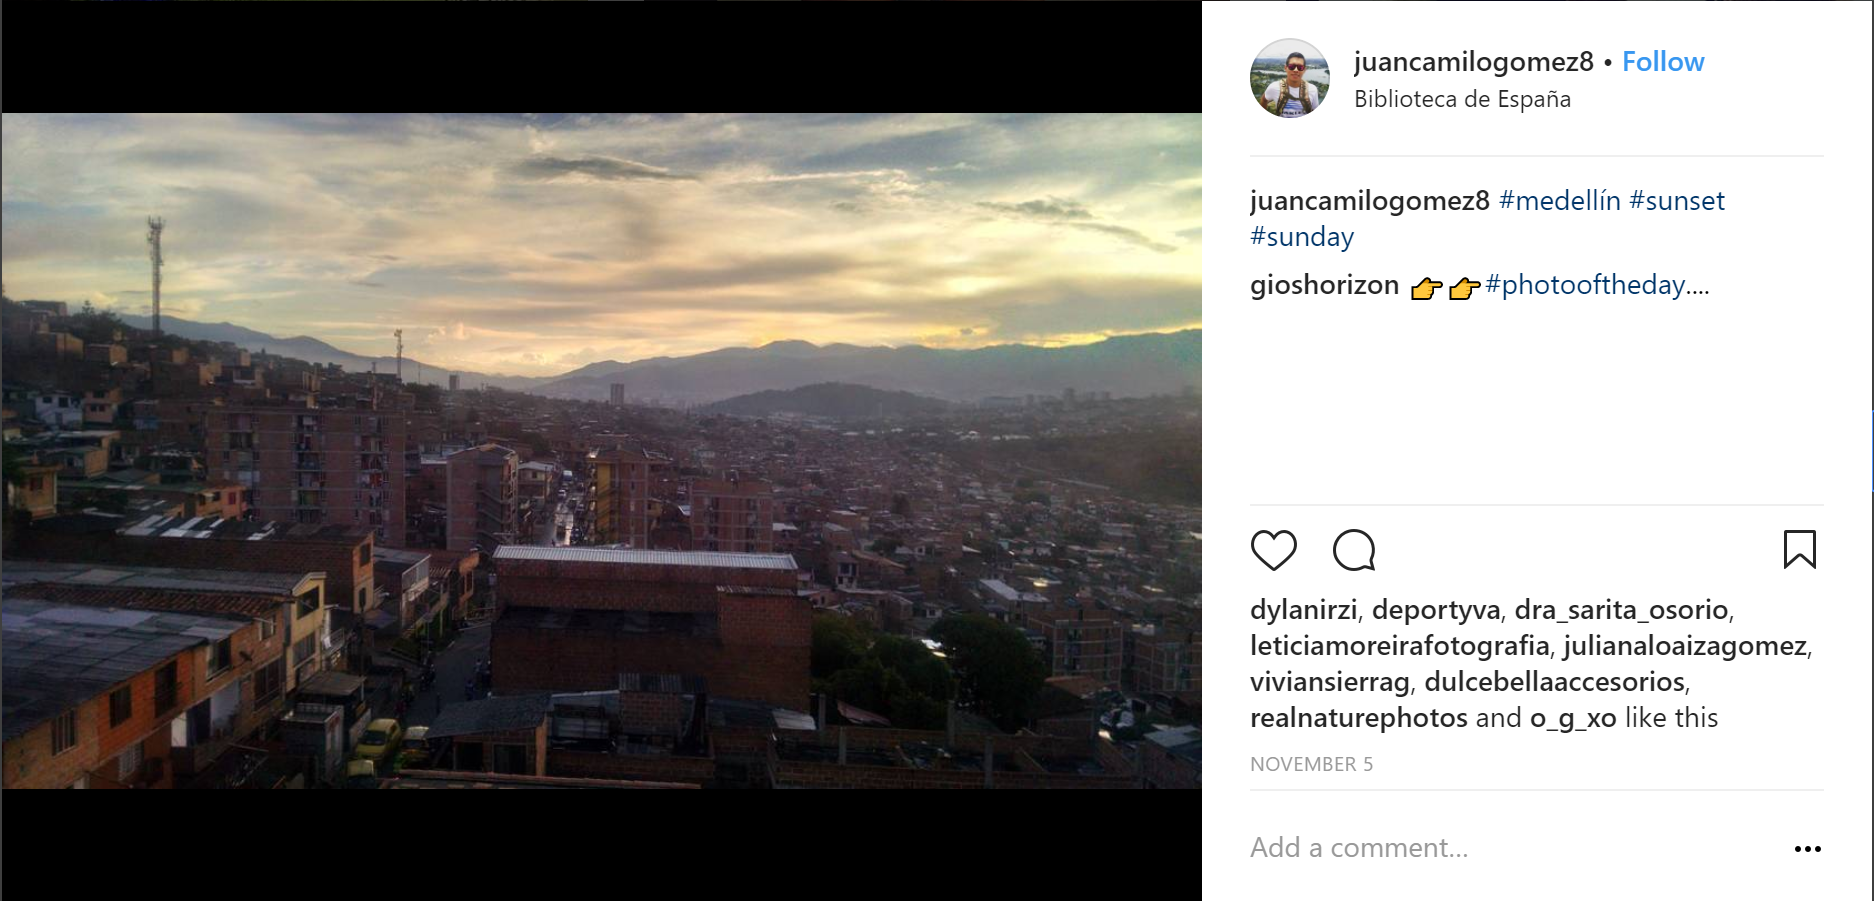 juancamilogomez8 • Follow
Biblioteca de España
juancamilogomez8 #medellín #sunset
#sunday
gioshorizon 👉👉#photooftheday....
dylanirzi, deportyva, dra_sarita_osorio,
leticiamoreirafotografia, julianaloaizagomez,
viviansierrag, dulcebellaaccesorios,
realnaturephotos and o_g_xo like this
NOVEMBER 5
Add a comment...